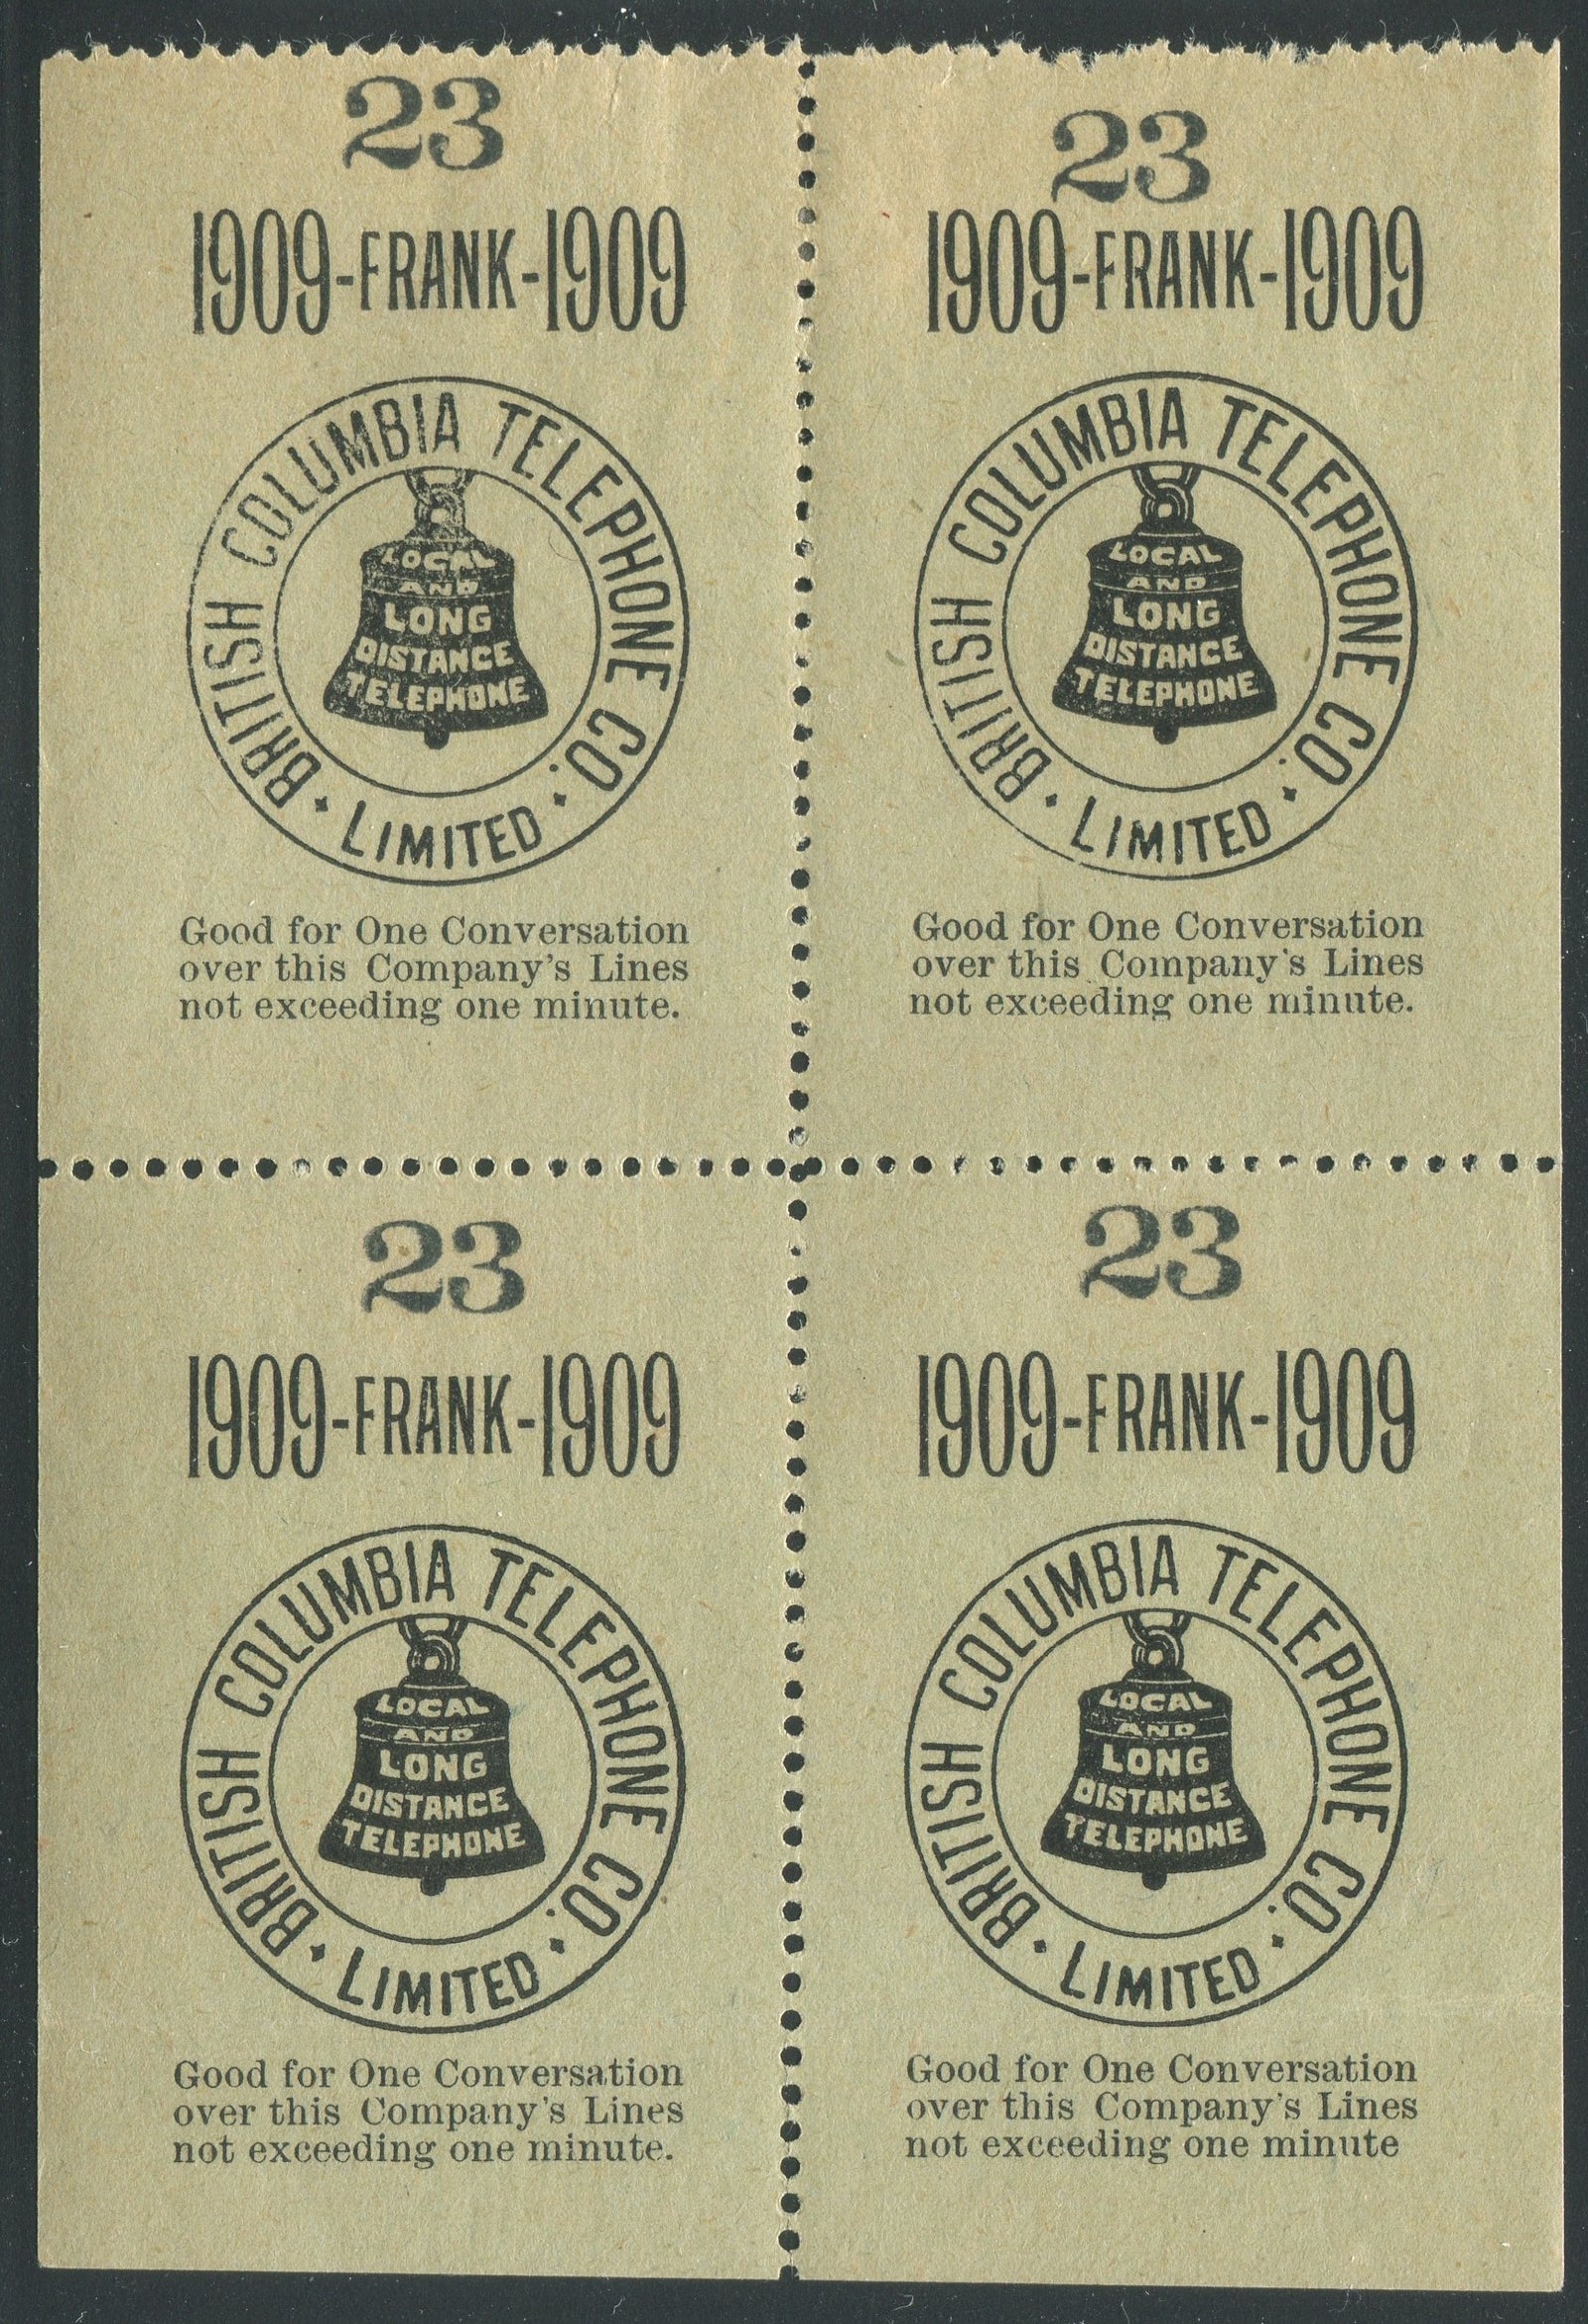 23
1909-FRANK-1909
BRITISH COLUMBIA TELEPHONE CO.
LIMITED
LOCAL
AND
LONG
DISTANCE
TELEPHONE
Good for One Conversation
over this Company's Lines
not exceeding one minute.
23
1909-FRANK-1909
BRITISH COLUMBIA TELEPHONE CO.
LIMITED
LOCAL
AND
LONG
DISTANCE
TELEPHONE
Good for One Conversation
over this Company's Lines
not exceeding one minute.
23
1909-FRANK-1909
BRITISH COLUMBIA TELEPHONE CO.
LIMITED
LOCAL
AND
LONG
DISTANCE
TELEPHONE
Good for One Conversation
over this Company's Lines
not exceeding one minute.
23
1909-FRANK-1909
BRITISH COLUMBIA TELEPHONE CO.
LIMITED
LOCAL
AND
LONG
DISTANCE
TELEPHONE
Good for One Conversation
over this Company's Lines
not exceeding one minute